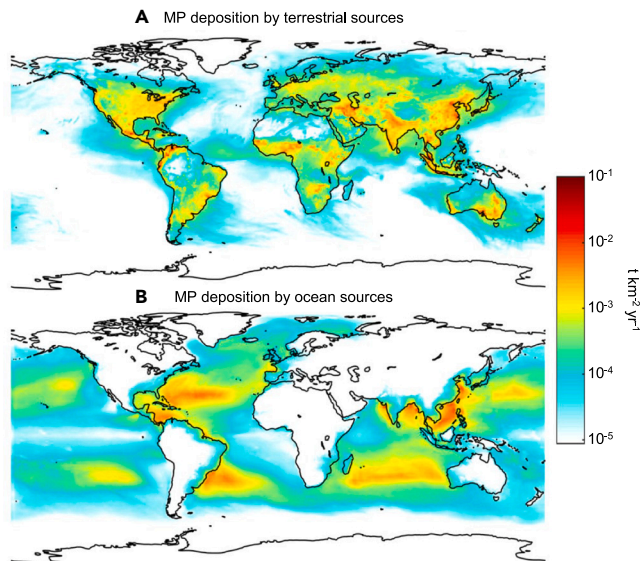 A MP deposition by terrestrial sources
10⁻¹
10⁻²
10⁻³
10⁻⁴
10⁻⁵
t km⁻² yr⁻¹
B MP deposition by ocean sources